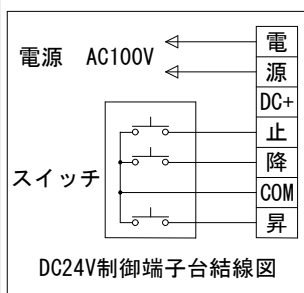 電源 AC100V
電
源
DC+
止
降
COM
昇
スイッチ
DC24V制御端子台結線図